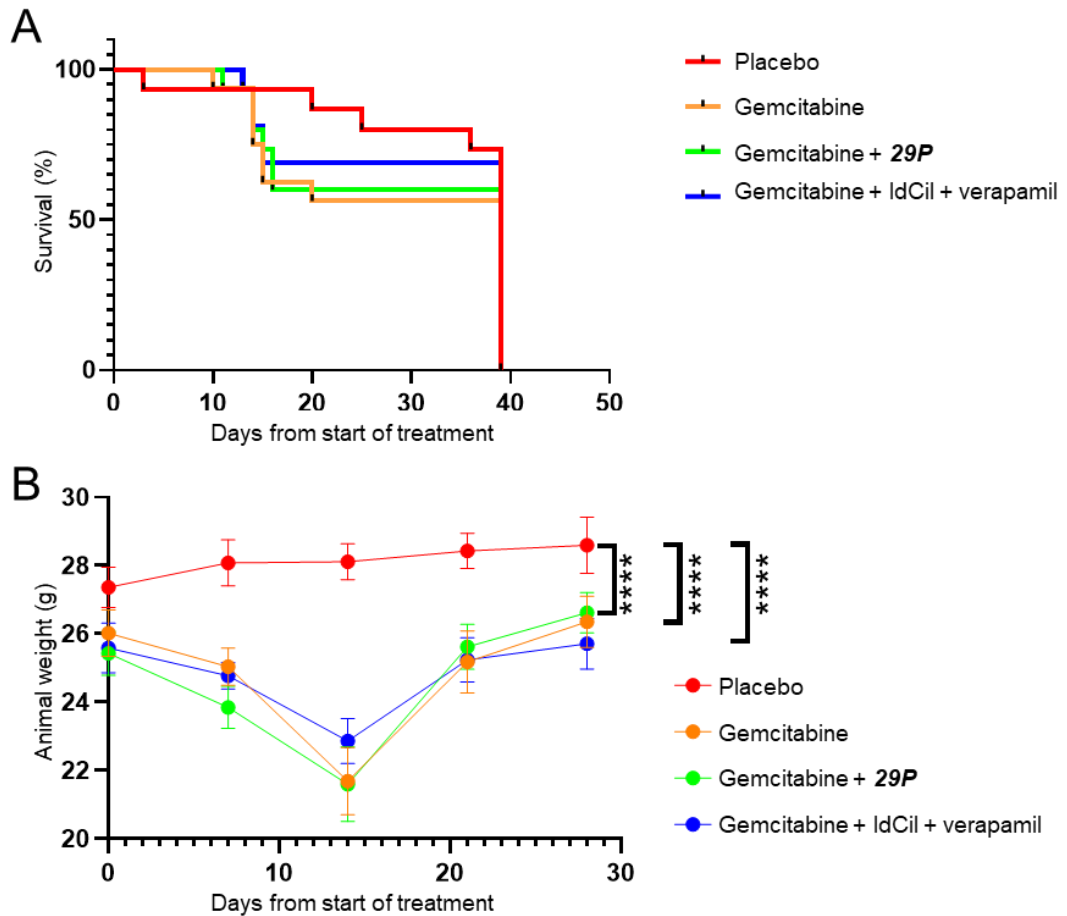 A
100
50
0
Survival (%)
0 10 20 30 40 50
Days from start of treatment
Placebo
Gemcitabine
Gemcitabine + 29P
Gemcitabine + IdCil + verapamil
B
30
28
26
24
22
20
Animal weight (g)
0 10 20 30
Days from start of treatment
**** **** ****
Placebo
Gemcitabine
Gemcitabine + 29P
Gemcitabine + IdCil + verapamil